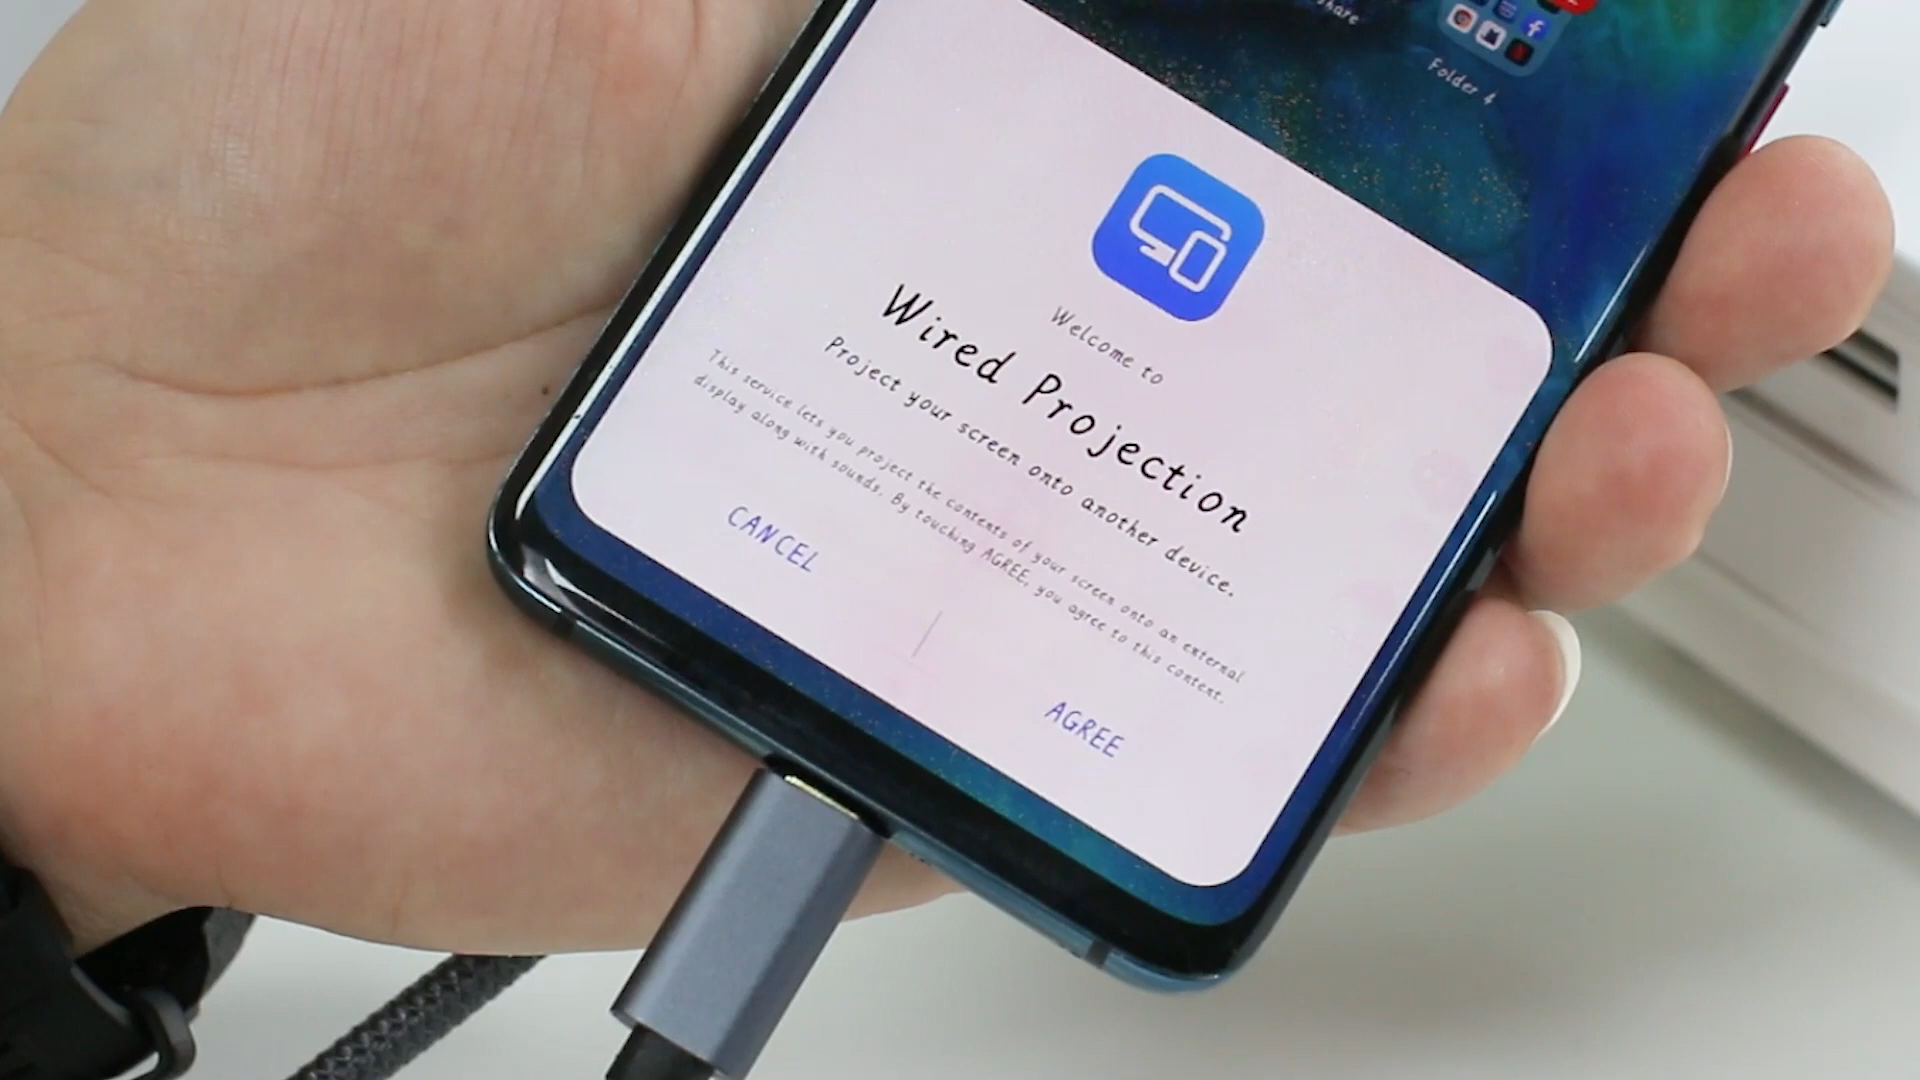 share
Folder 4
Welcome to
Wired Projection
Project your screen onto another device.
This service lets you project the contents of your screen onto an external
display along with sounds. By touching AGREE, you agree to this content.
CANCEL
AGREE